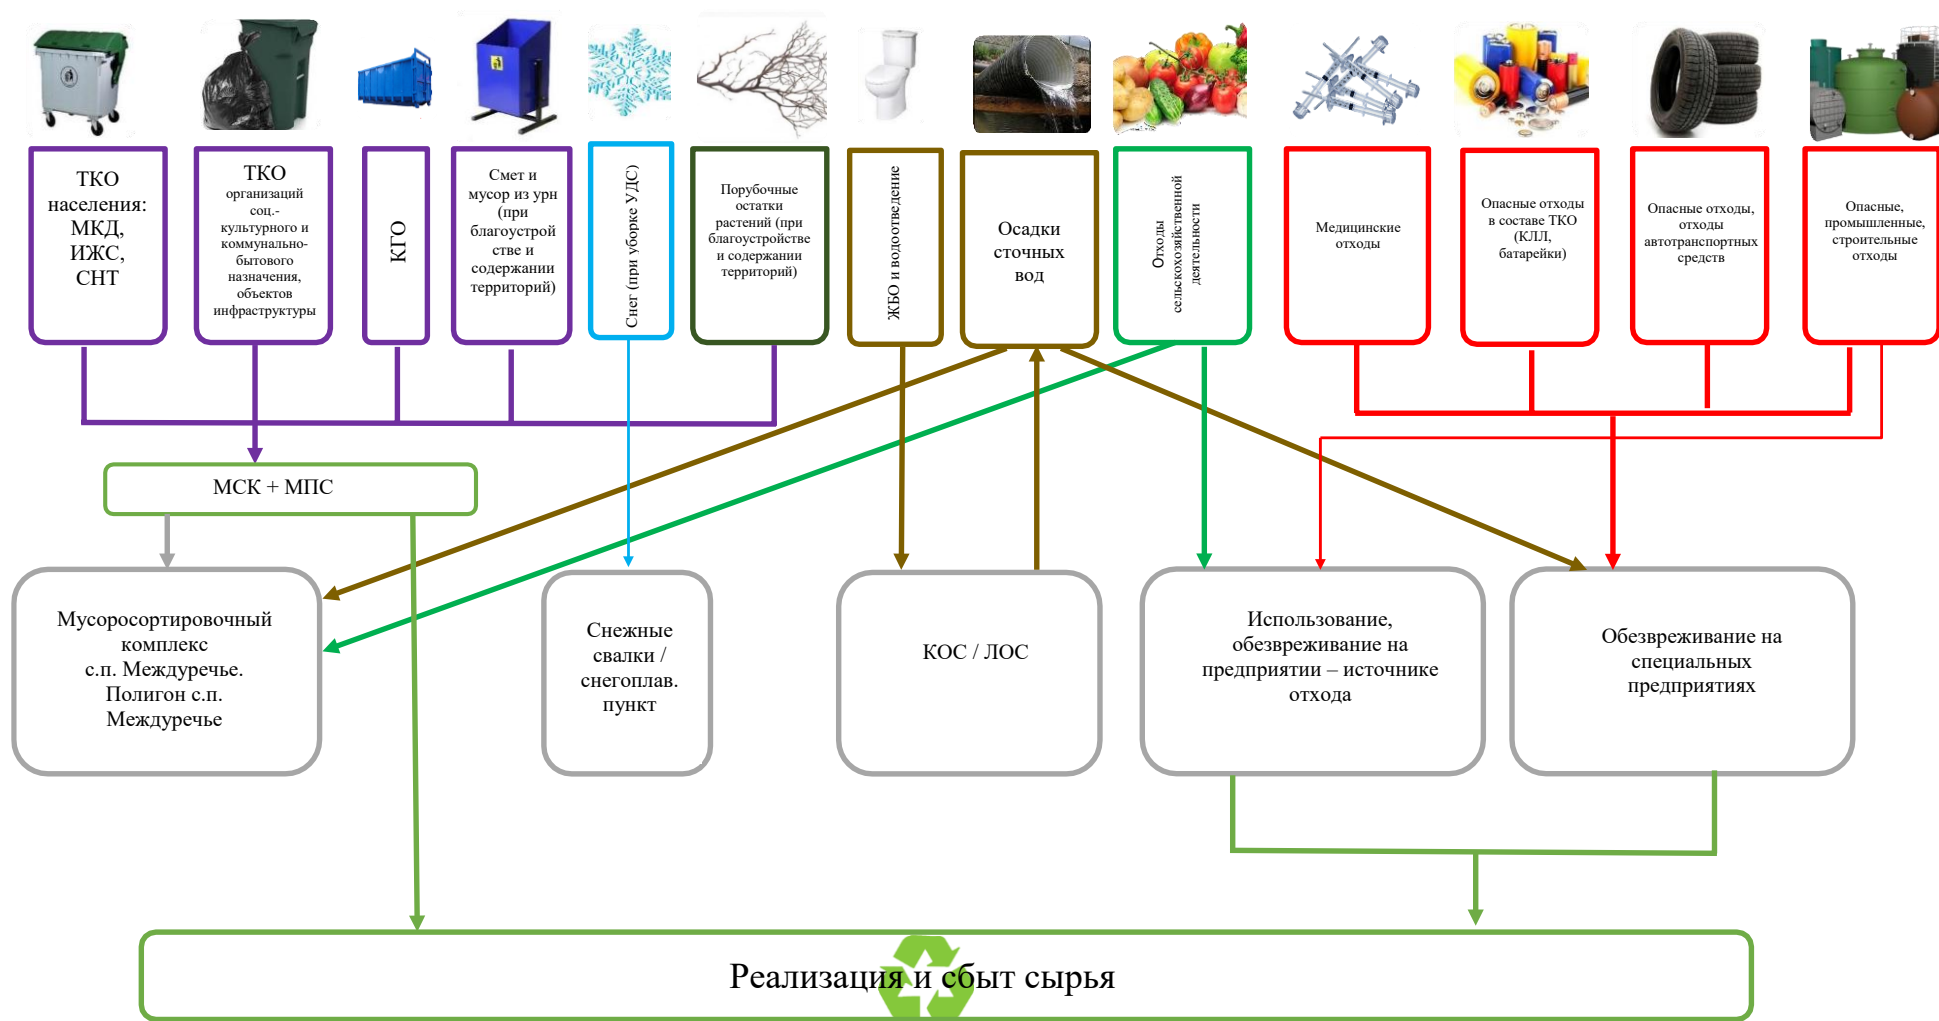 ТКО
населения:
МКД,
ИЖС,
СНТ
ТКО
организаций
соц.-
культурного и
коммунально-
бытового
назначения,
объектов
инфраструктуры
КГО
Смет и
мусор из урн
(при
благоустрой
стве и
содержании
территорий)
Снег (при уборке УДС)
Порубочные
остатки
растений (при
благоустройстве
и содержании
территорий)
ЖБО и водоотведение
Осадки
сточных
вод
Отходы
сельскохозяйственной
деятельности
Медицинские
отходы
Опасные отходы
в составе ТКО
(КЛЛ,
батарейки)
Опасные отходы,
отходы
автотранспортных
средств
Опасные,
промышленные,
строительные
отходы
МСК + МПС
Мусоросортировочный
комплекс
с.п. Междуречье.
Полигон с.п.
Междуречье
Снежные
свалки /
снегоплав.
пункт
КОС / ЛОС
Использование,
обезвреживание на
предприятии – источнике
отхода
Обезвреживание на
специальных
предприятиях
Реализация и сбыт сырья